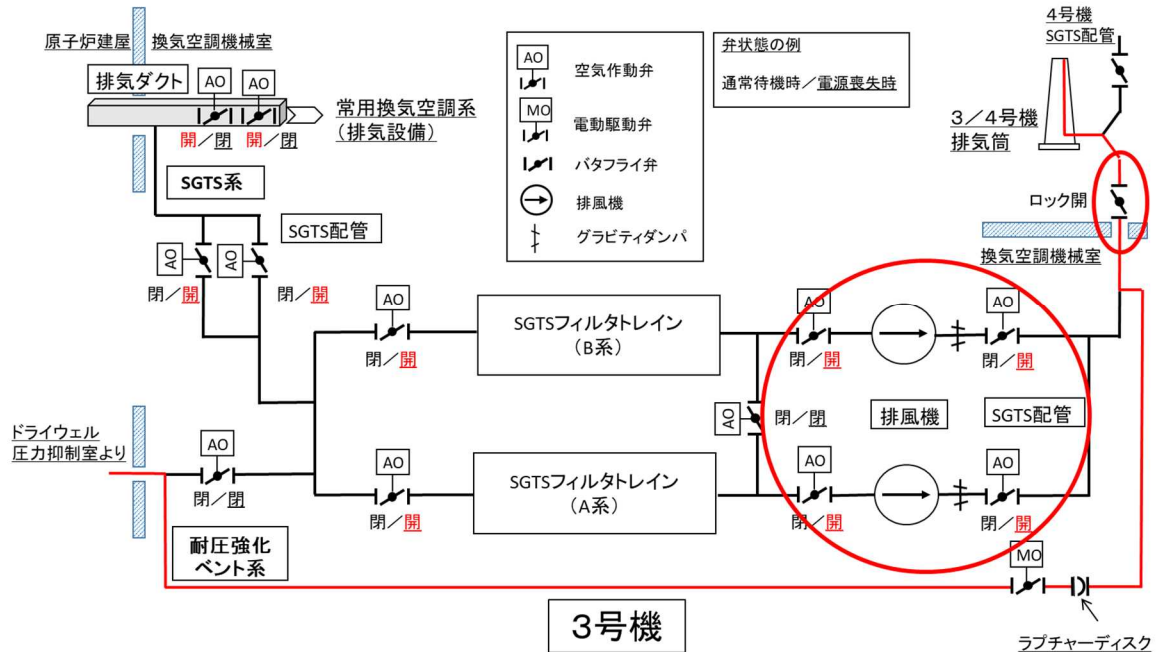 原子炉建屋
換気空調機械室
排気ダクト
AO
AO
開／閉
開／閉
常用換気空調系
（排気設備）
SGTS系
SGTS配管
AO
AO
閉／開
閉／開
AO
空気作動弁
MO
電動駆動弁
バタフライ弁
排風機
グラビティダンパ
弁状態の例
通常待機時／電源喪失時
4号機
SGTS配管
3／4号機
排気筒
ロック開
換気空調機械室
AO
閉／開
SGTSフィルタトレイン
（B系）
AO
閉／開
AO
閉／開
AO
閉／閉
排風機
SGTS配管
ドライウェル
圧力抑制室より
AO
閉／閉
AO
閉／開
SGTSフィルタトレイン
（A系）
AO
閉／開
AO
閉／開
耐圧強化
ベント系
MO
3号機
ラプチャーディスク